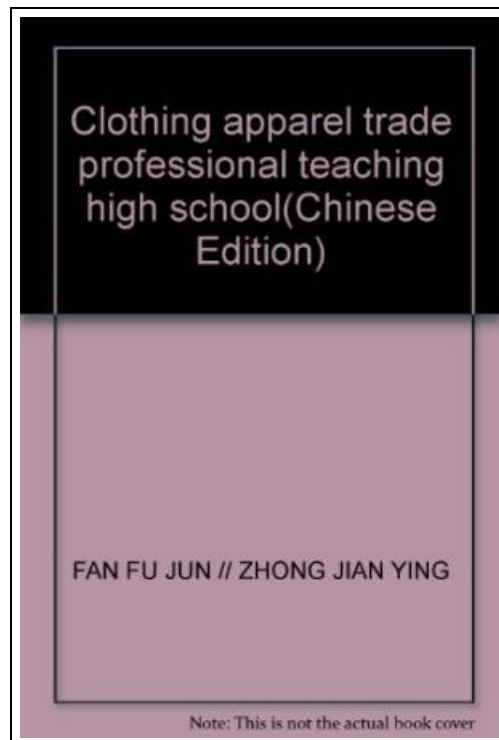 Clothing apparel trade
professional teaching
high school(Chinese
Edition)
FAN FU JUN // ZHONG JIAN YING
Note: This is not the actual book cover